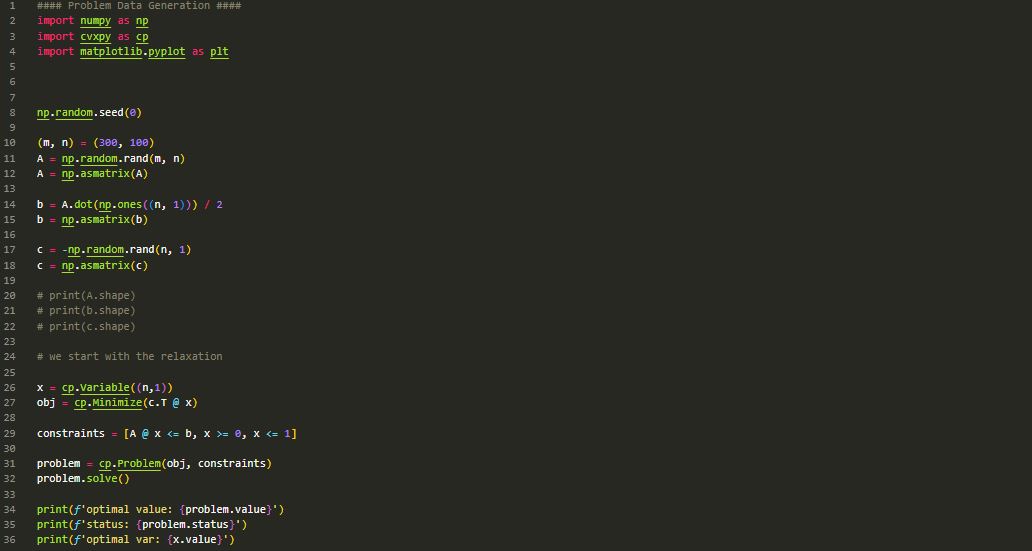 1 #### Problem Data Generation ####
2 import numpy as np
3 import cvxpy as cp
4 import matplotlib.pyplot as plt
5
6
7
8 np.random.seed(0)
9
10 (m, n) = (300, 100)
11 A = np.random.rand(m, n)
12 A = np.asmatrix(A)
13
14 b = A.dot(np.ones((n, 1))) / 2
15 b = np.asmatrix(b)
16
17 c = -np.random.rand(n, 1)
18 c = np.asmatrix(c)
19
20 # print(A.shape)
21 # print(b.shape)
22 # print(c.shape)
23
24 # we start with the relaxation
25
26 x = cp.Variable((n,1))
27 obj = cp.Minimize(c.T @ x)
28
29 constraints = [A @ x <= b, x >= 0, x <= 1]
30
31 problem = cp.Problem(obj, constraints)
32 problem.solve()
33
34 print(f'optimal value: {problem.value}')
35 print(f'status: {problem.status}')
36 print(f'optimal var: {x.value}')